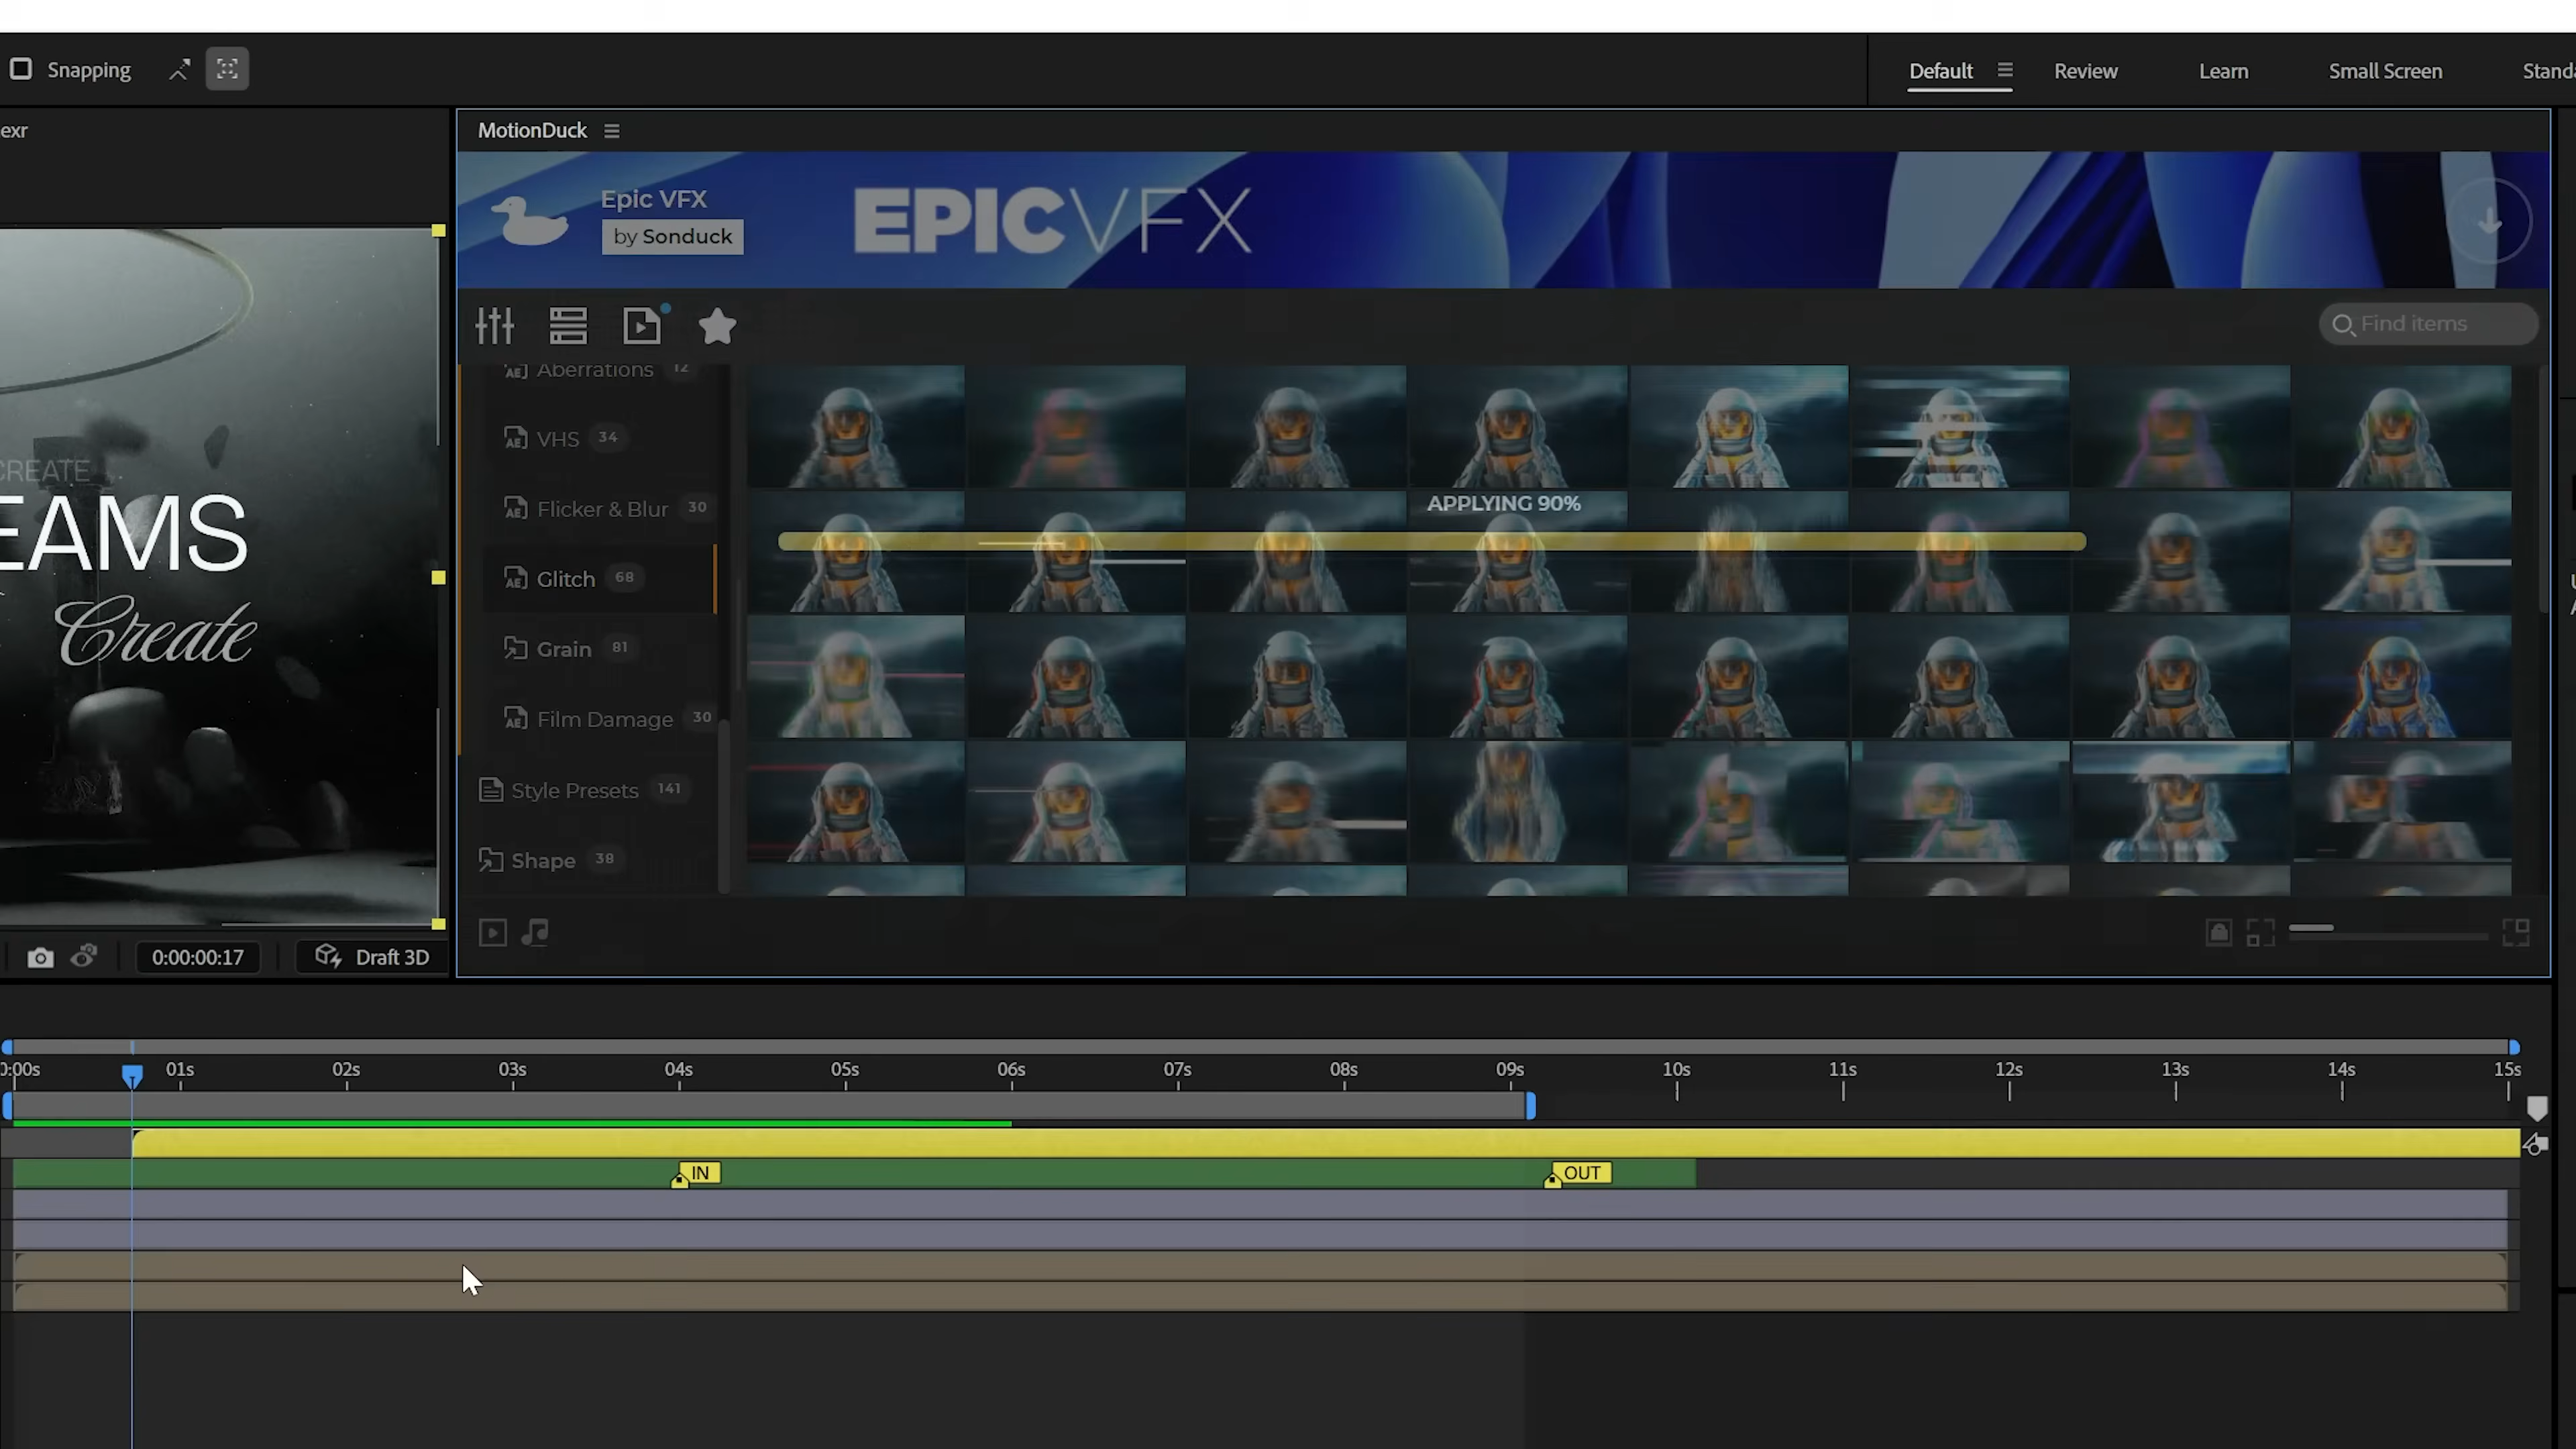 Snapping
Default
Review
Learn
Small Screen
exr
MotionDuck
Epic VFX
by Sonduck
EPICVFX
Find items
Aberrations 12
VHS 34
Flicker & Blur 30
Glitch 68
Grain 81
Film Damage 30
Style Presets 141
Shape 38
APPLYING 90%
CREATE
EAMS
Create
0:00:00:17
Draft 3D
0:00s 01s 02s 03s 04s 05s 06s 07s 08s 09s 10s 11s 12s 13s 14s 15s
IN
OUT